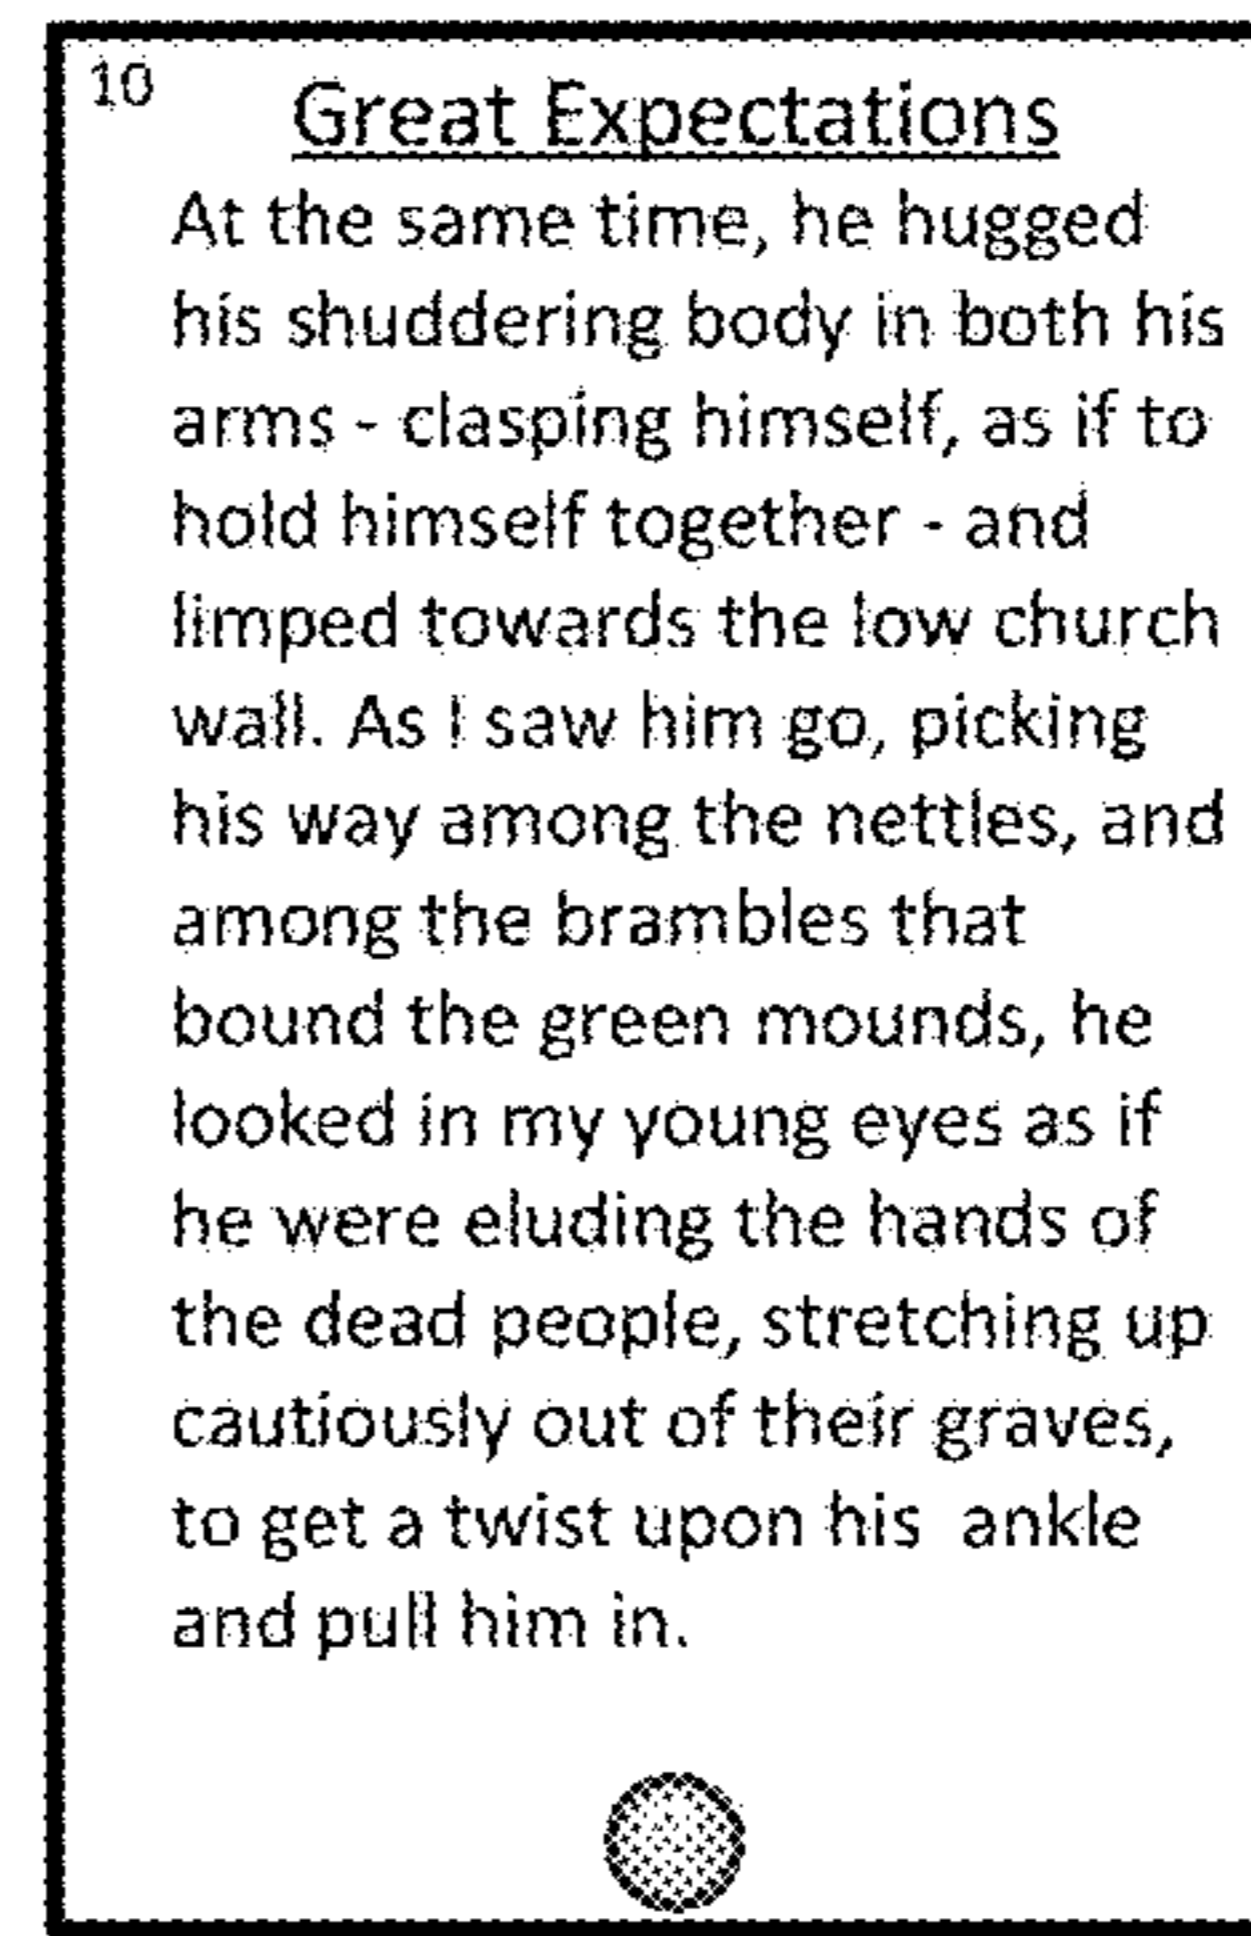 10
Great Expectations
At the same time, he hugged
his shuddering body in both his
arms - clasping himself, as if to
hold himself together - and
limped towards the low church
wall. As I saw him go, picking
his way among the nettles, and
among the brambles that
bound the green mounds, he
looked in my young eyes as if
he were eluding the hands of
the dead people, stretching up
cautiously out of their graves,
to get a twist upon his  ankle
and pull him in.